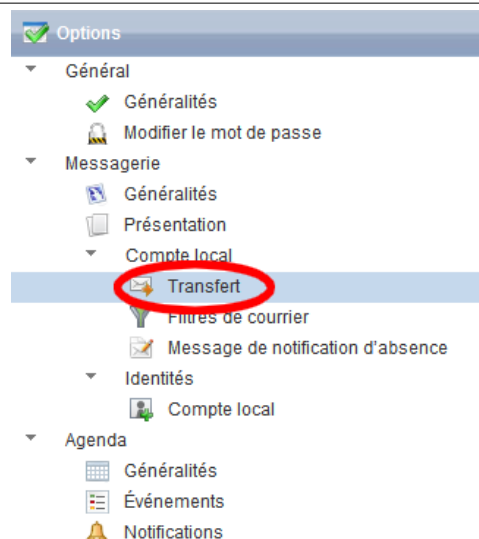 Options
Général
Généralités
Modifier le mot de passe
Messagerie
Généralités
Présentation
Compte local
Transfert
Filtres de courrier
Message de notification d'absence
Identités
Compte local
Agenda
Généralités
Événements
Notifications